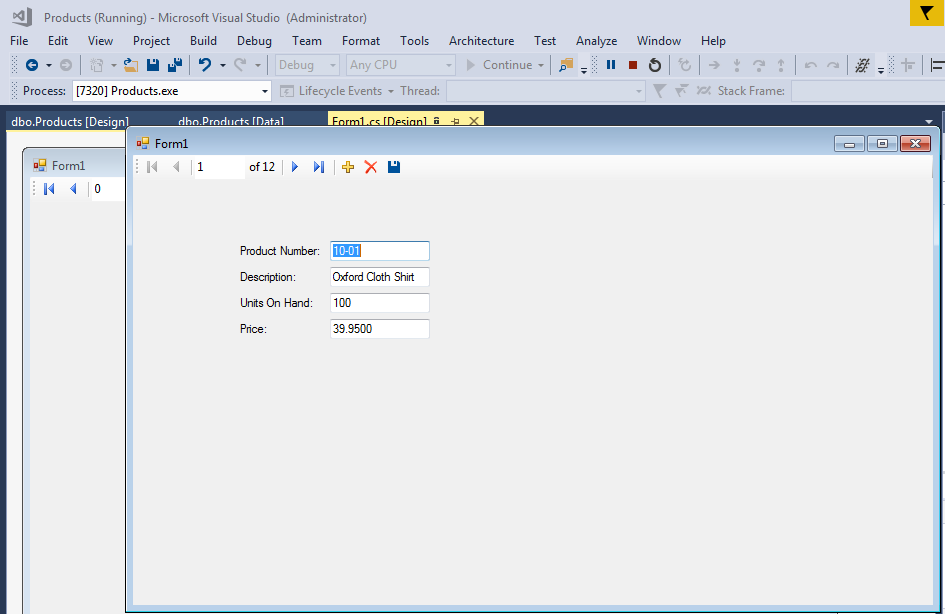 Products (Running) - Microsoft Visual Studio (Administrator)
File Edit View Project Build Debug Team Format Tools Architecture Test Analyze Window Help
Debug Any CPU Continue
Process: [7320] Products.exe Lifecycle Events Thread: Stack Frame:
dbo.Products [Design] dbo.Products [Data] Form1.cs [Design]
Form1
0
Form1
1 of 12
Product Number: 10-01
Description: Oxford Cloth Shirt
Units On Hand: 100
Price: 39.9500